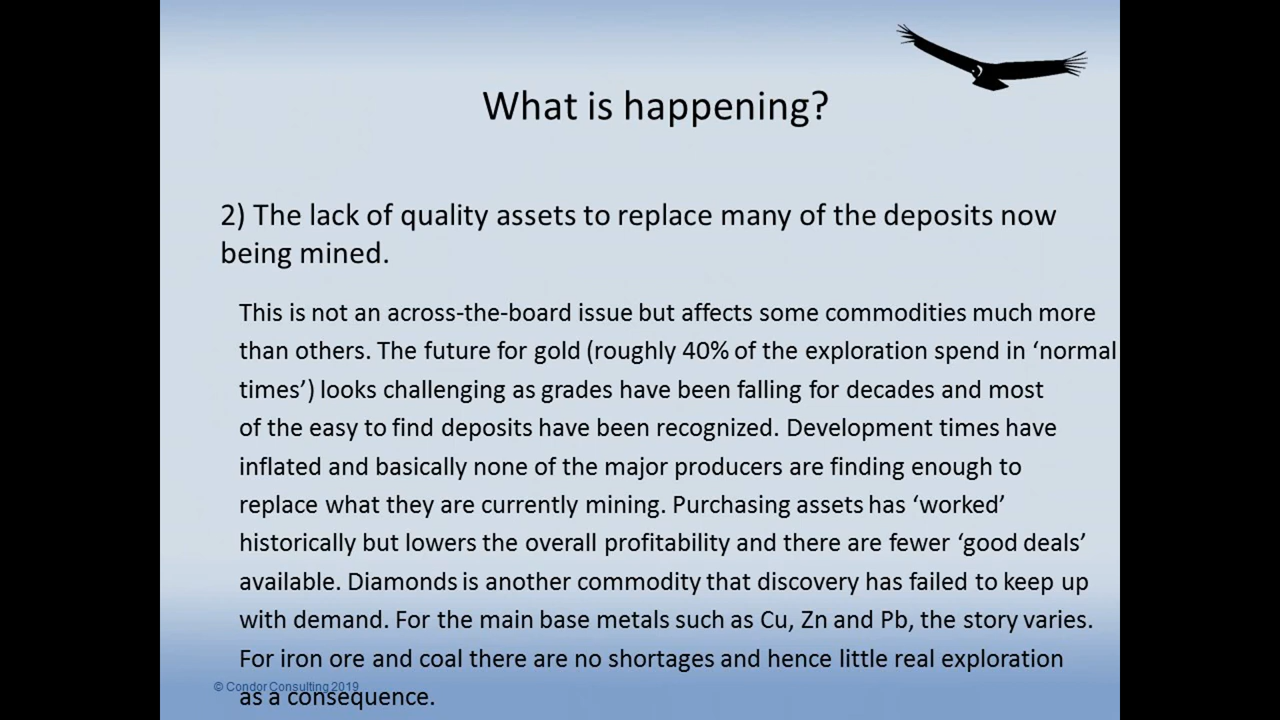 What is happening?
2) The lack of quality assets to replace many of the deposits now
being mined.
This is not an across-the-board issue but affects some commodities much more
than others. The future for gold (roughly 40% of the exploration spend in ‘normal
times’) looks challenging as grades have been falling for decades and most
of the easy to find deposits have been recognized. Development times have
inflated and basically none of the major producers are finding enough to
replace what they are currently mining. Purchasing assets has ‘worked’
historically but lowers the overall profitability and there are fewer ‘good deals’
available. Diamonds is another commodity that discovery has failed to keep up
with demand. For the main base metals such as Cu, Zn and Pb, the story varies.
For iron ore and coal there are no shortages and hence little real exploration
as a consequence.
© Condor Consulting 2019